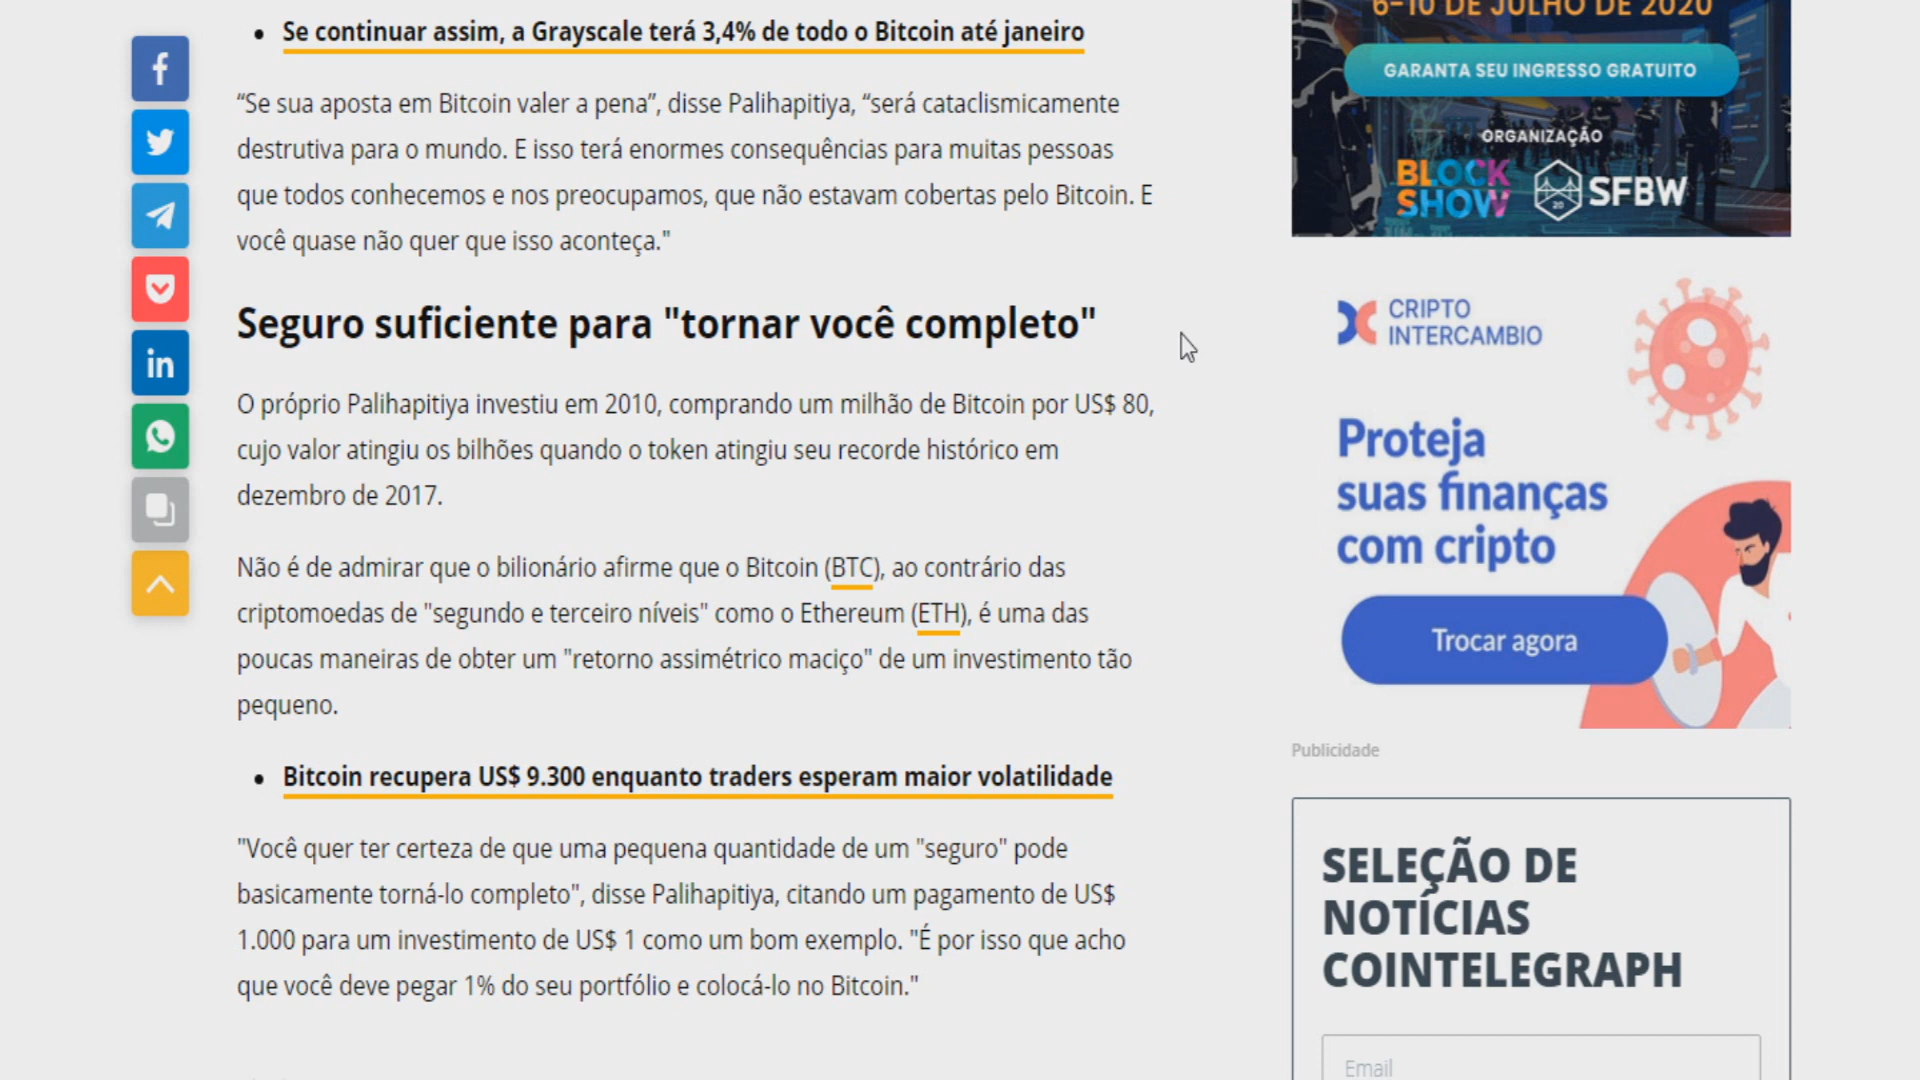 Se continuar assim, a Grayscale terá 3,4% de todo o Bitcoin até janeiro
“Se sua aposta em Bitcoin valer a pena”, disse Palihapitiya, “será cataclismicamente
destrutiva para o mundo. E isso terá enormes consequências para muitas pessoas
que todos conhecemos e nos preocupamos, que não estavam cobertas pelo Bitcoin. E
você quase não quer que isso aconteça."
Seguro suficiente para "tornar você completo"
O próprio Palihapitiya investiu em 2010, comprando um milhão de Bitcoin por US$ 80,
cujo valor atingiu os bilhões quando o token atingiu seu recorde histórico em
dezembro de 2017.
Não é de admirar que o bilionário afirme que o Bitcoin (BTC), ao contrário das
criptomoedas de "segundo e terceiro níveis" como o Ethereum (ETH), é uma das
poucas maneiras de obter um "retorno assimétrico maciço" de um investimento tão
pequeno.
Bitcoin recupera US$ 9.300 enquanto traders esperam maior volatilidade
"Você quer ter certeza de que uma pequena quantidade de um "seguro" pode
basicamente torná-lo completo", disse Palihapitiya, citando um pagamento de US$
1.000 para um investimento de US$ 1 como um bom exemplo. "É por isso que acho
que você deve pegar 1% do seu portfólio e colocá-lo no Bitcoin."
6-10 DE JULHO DE 2020
GARANTA SEU INGRESSO GRATUITO
ORGANIZAÇÃO
BLOCK
SHOW
20
SFBW
CRIPTO
INTERCAMBIO
Proteja
suas finanças
com cripto
Trocar agora
Publicidade
SELEÇÃO DE
NOTÍCIAS
COINTELEGRAPH
Email